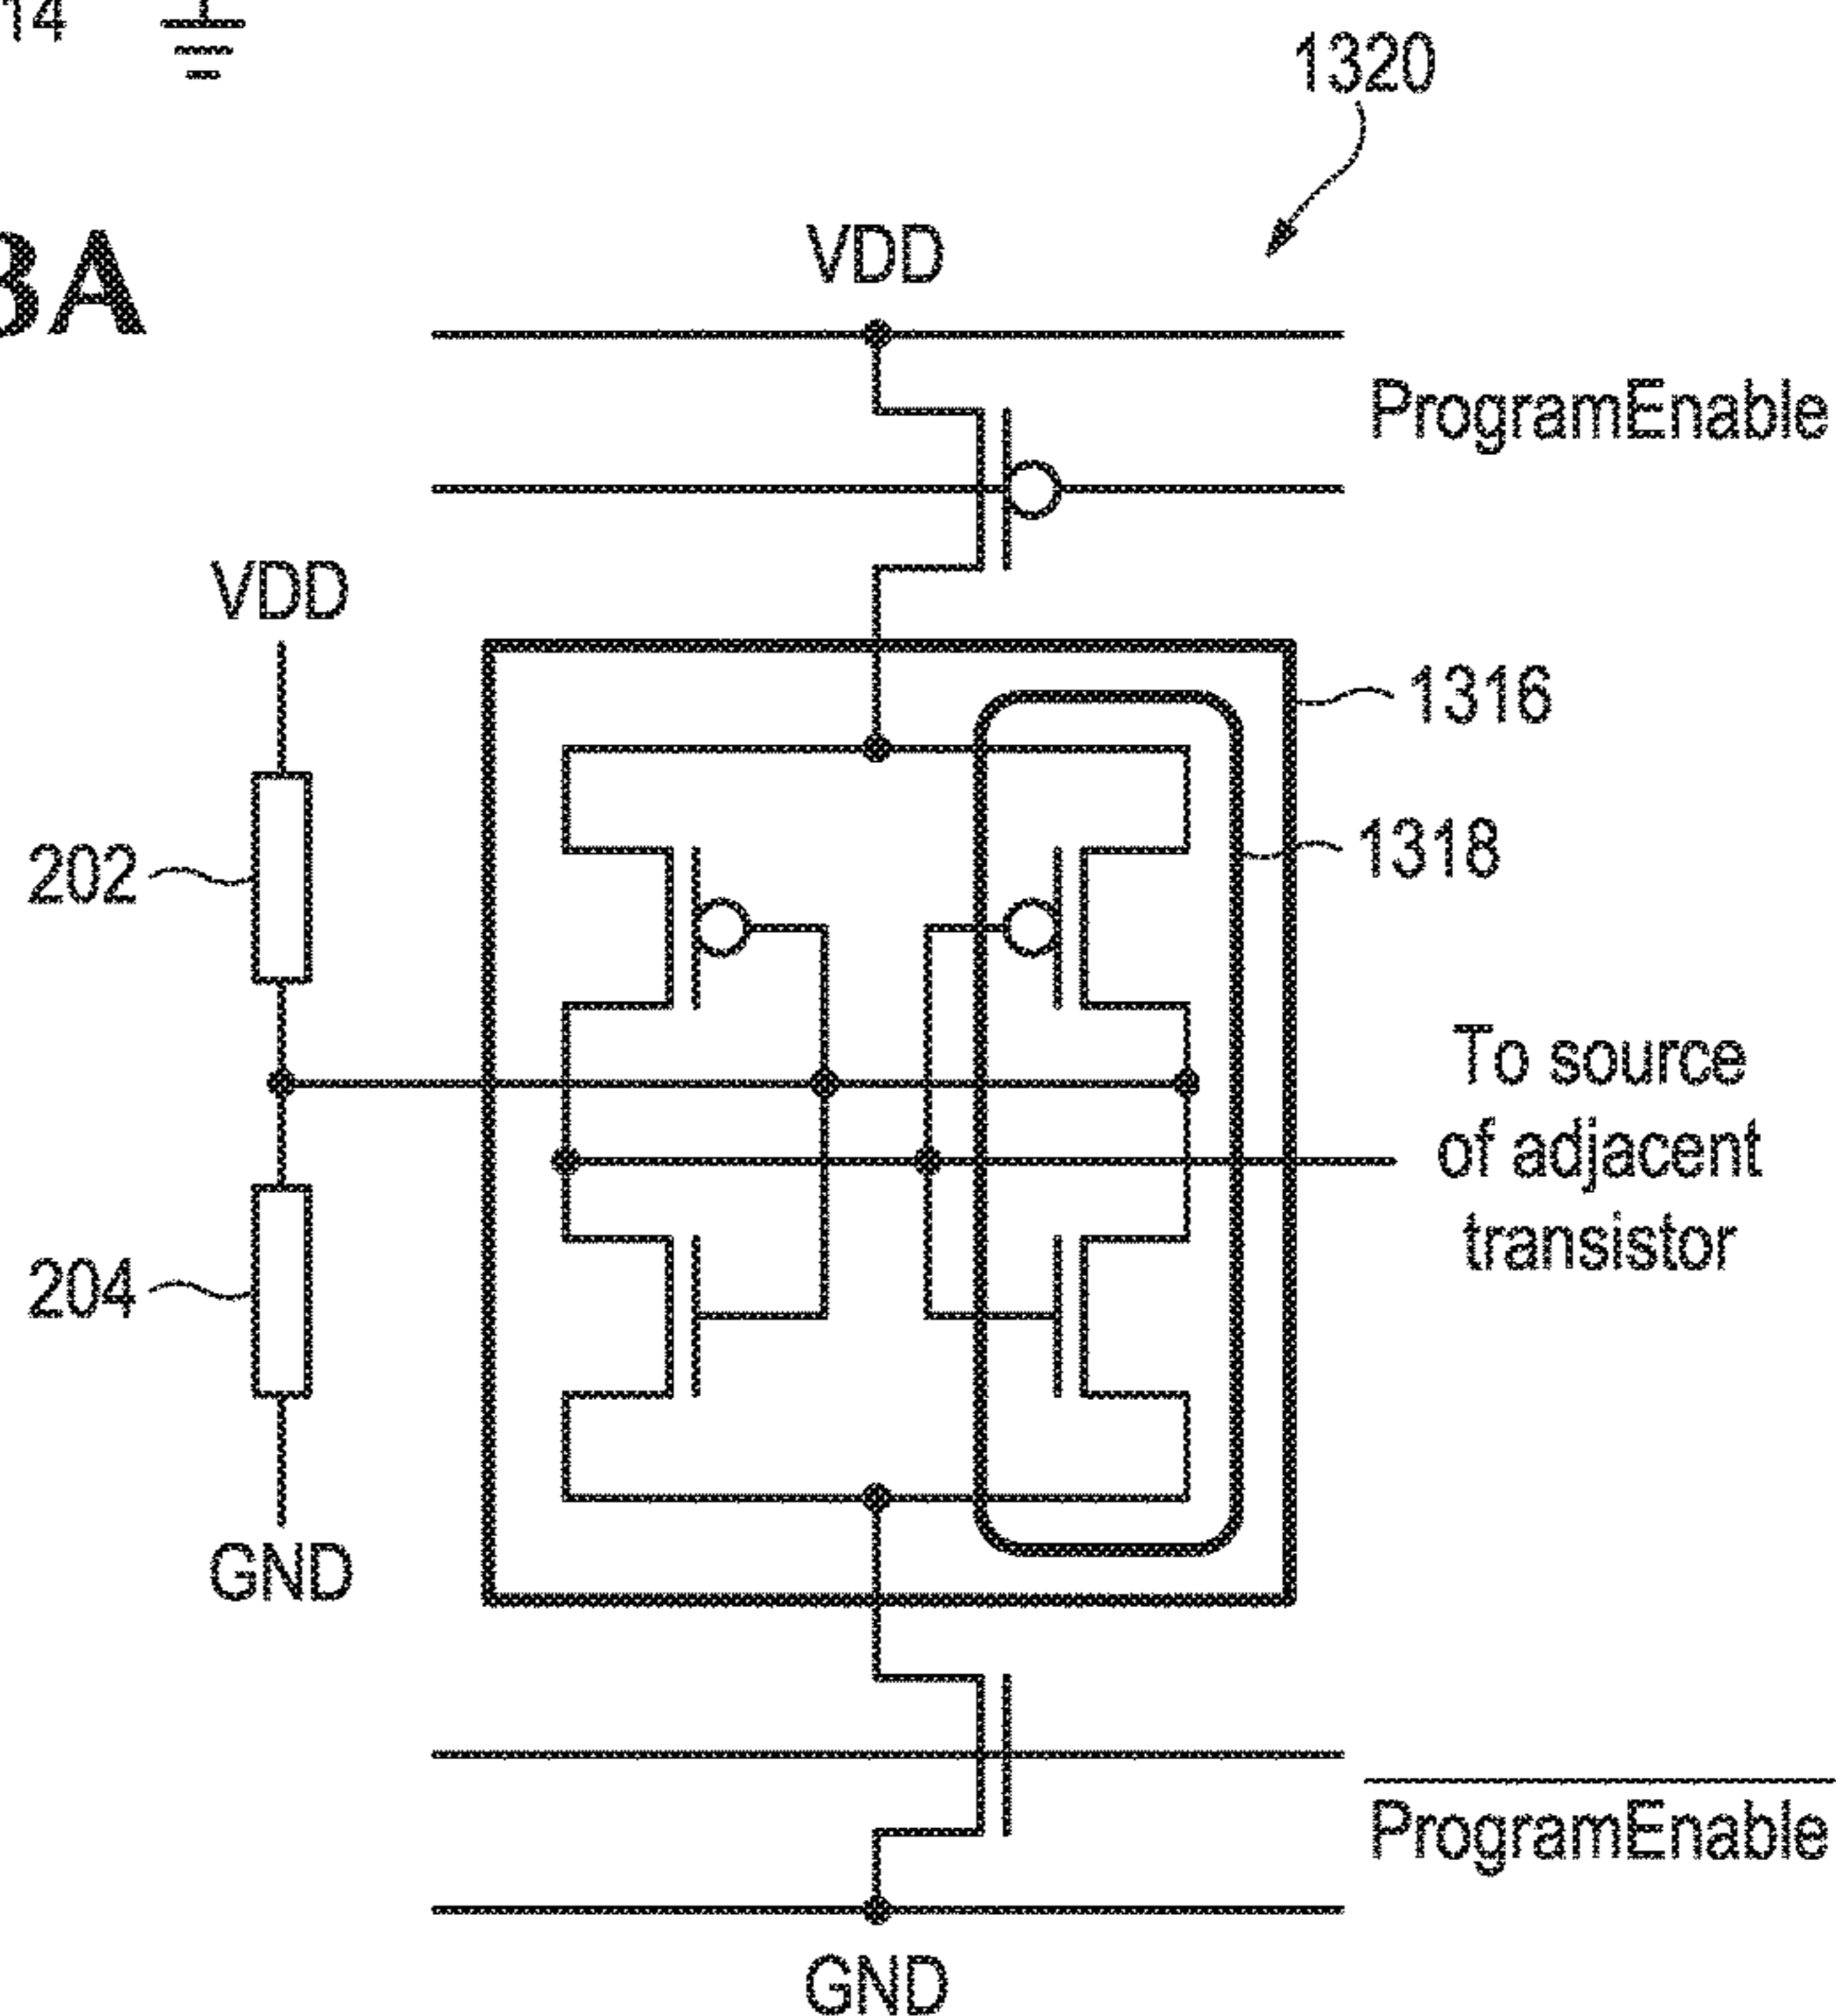 14
1320
3A
VDD
ProgramEnable
VDD
1316
202
1318
To source
of adjacent
transistor
204
GND
ProgramEnable
GND